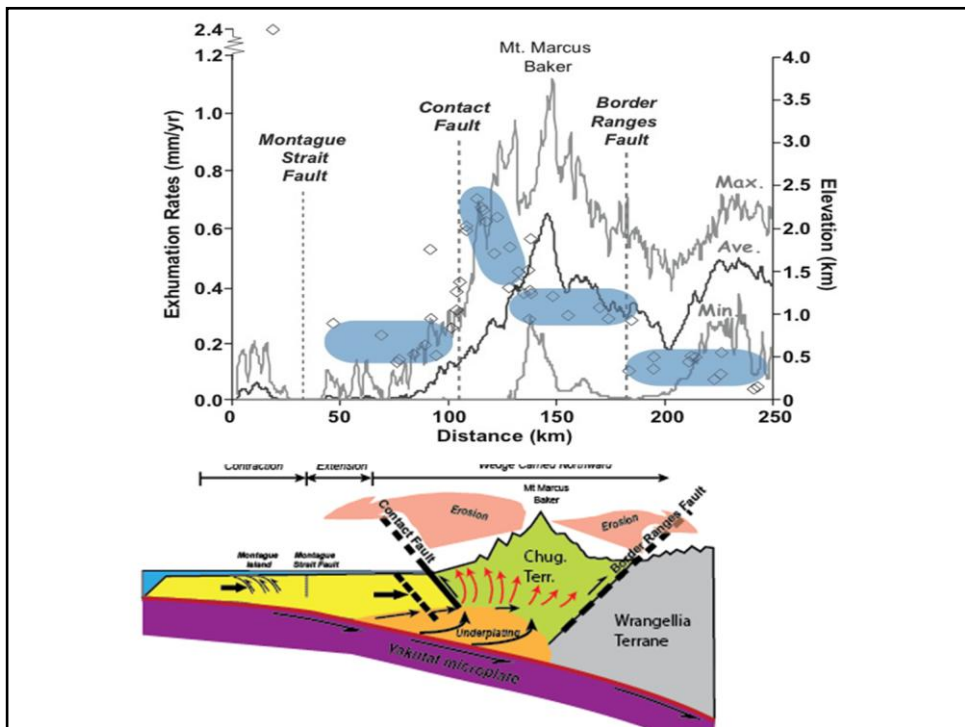 2.4
1.2
1.0
0.8
0.6
0.4
0.2
0.0
Exhumation Rates (mm/yr)
Montague
Strait
Fault
Contact
Fault
Mt. Marcus
Baker
Border
Ranges
Fault
Max.
Ave.
Min.
4.0
3.5
3.0
2.5
2.0
1.5
1.0
0.5
0
Elevation (km)
0
50
100
150
200
250
Distance (km)
Contraction
Extension
Wedge Carried Northward
Mt Marcus
Baker
Erosion
Erosion
Contact Fault
Border Ranges Fault
Montague
Island
Montague
Strait Fault
Chug.
Terr.
Underplating
Wrangellia
Terrane
Yakutat microplate